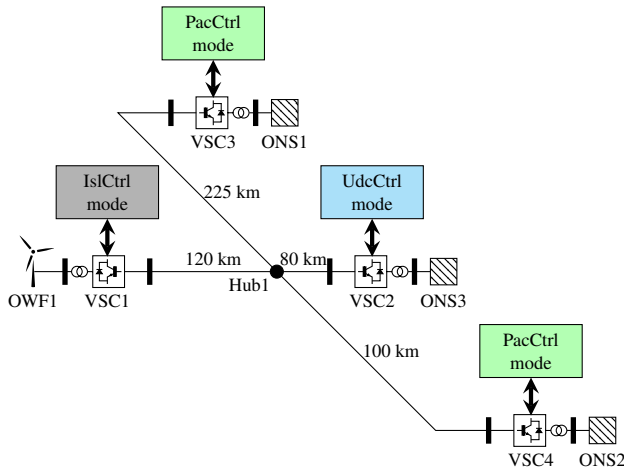 PacCtrl
mode
VSC3
ONS1
225 km
IslCtrl
mode
UdcCtrl
mode
120 km
80 km
OWF1
VSC1
Hub1
VSC2
ONS3
100 km
PacCtrl
mode
VSC4
ONS2